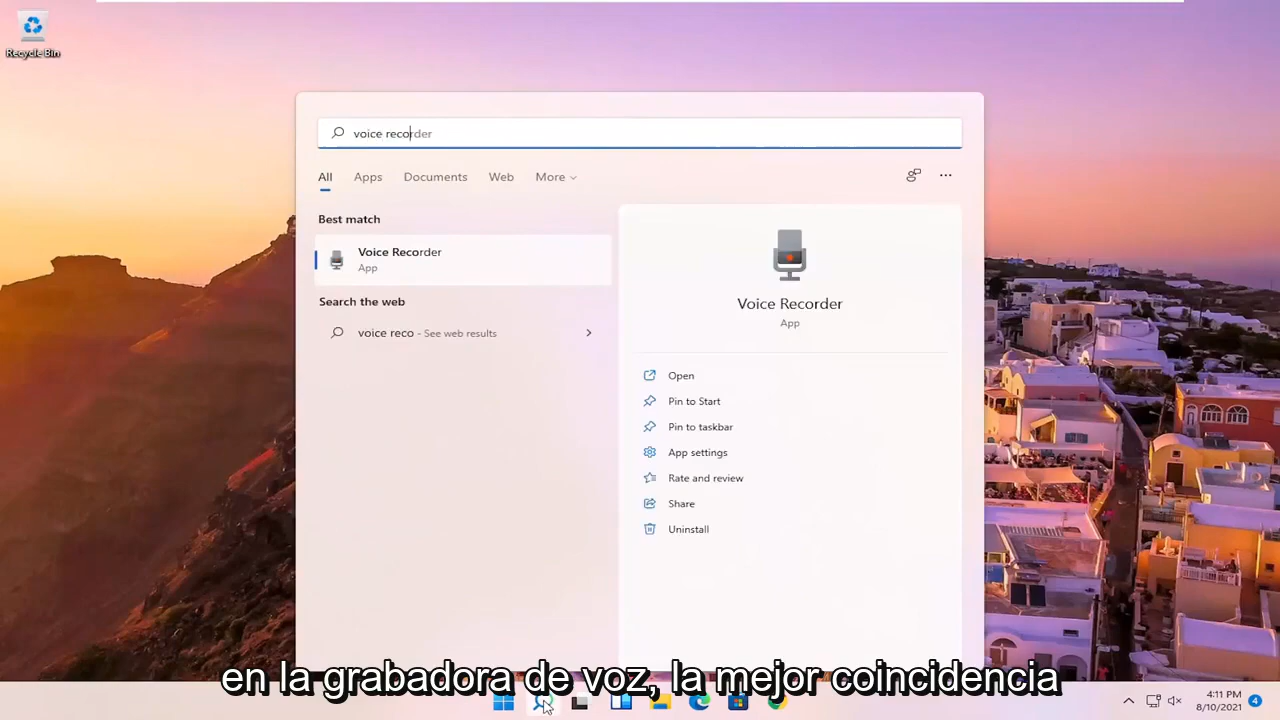 Recycle Bin
voice recorder
All Apps Documents Web More
Best match
Voice Recorder
App
Search the web
voice reco - See web results
Voice Recorder
App
Open
Pin to Start
Pin to taskbar
App settings
Rate and review
Share
Uninstall
en la grabadora de voz, la mejor coincidencia
4:11 PM
8/10/2021
4